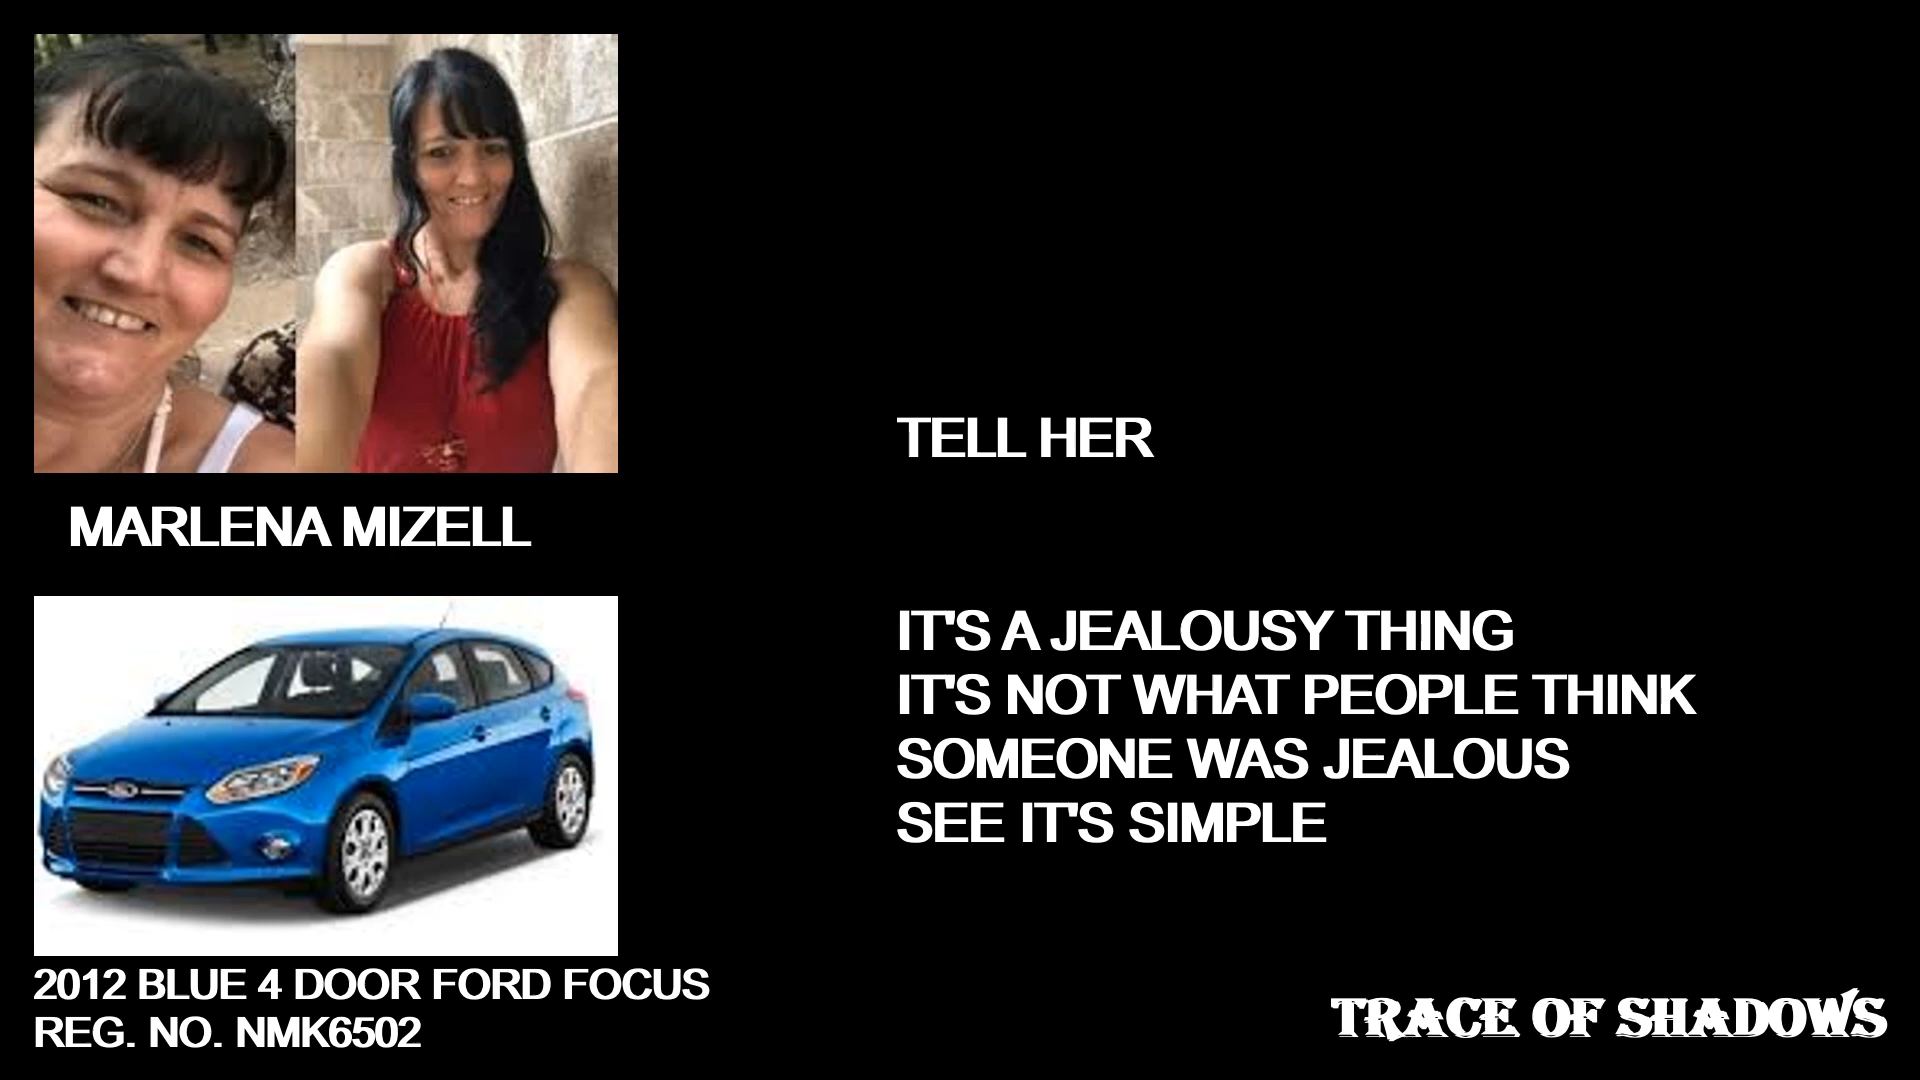 TELL HER
MARLENA MIZELL
IT'S A JEALOUSY THING
IT'S NOT WHAT PEOPLE THINK
SOMEONE WAS JEALOUS
SEE IT'S SIMPLE
2012 BLUE 4 DOOR FORD FOCUS
REG. NO. NMK6502
TRACE OF SHADOWS